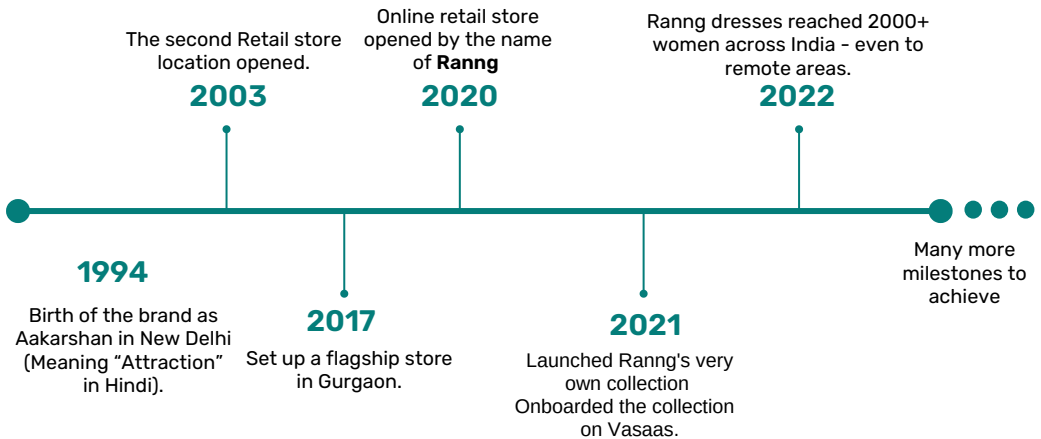 The second Retail store
location opened.
2003
Online retail store
opened by the name
of Ranng
2020
Ranng dresses reached 2000+
women across India - even to
remote areas.
2022
1994
Birth of the brand as
Aakarshan in New Delhi
(Meaning “Attraction”
in Hindi).
2017
Set up a flagship store
in Gurgaon.
2021
Launched Ranng's very
own collection
Onboarded the collection
on Vasaas.
Many more
milestones to
achieve